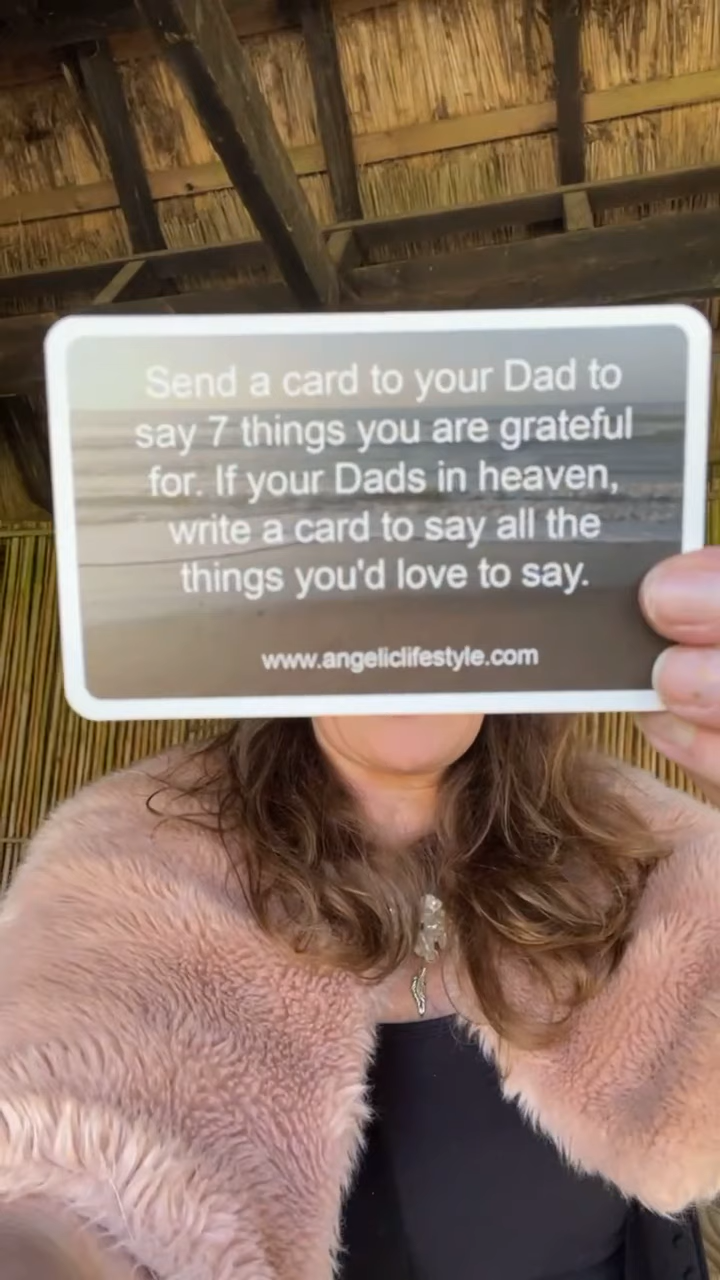 Send a card to your Dad to
say 7 things you are grateful
for. If your Dads in heaven,
write a card to say all the
things you'd love to say.
www.angeliclifestyle.com